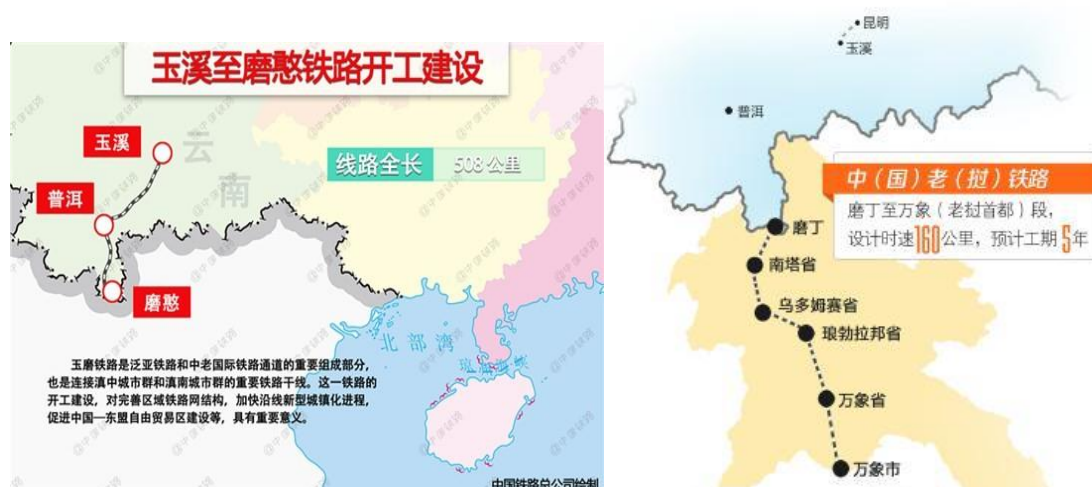 玉溪至磨憨铁路开工建设
玉溪
云
南
线路全长 508公里
普洱
磨憨
北部湾
玉磨铁路是泛亚铁路和中老国际铁路通道的重要组成部分，
也是连接滇中城市群和滇南城市群的重要铁路干线。这一铁路的
开工建设，对完善区域铁路网结构，加快沿线新型城镇化进程，
促进中国—东盟自由贸易区建设等，具有重要意义。
中国铁路总公司绘制
昆明
玉溪
普洱
中（国）老（挝）铁路
磨丁至万象（老挝首都）段，
设计时速160公里，预计工期5年
磨丁
南塔省
乌多姆赛省
琅勃拉邦省
万象省
万象市